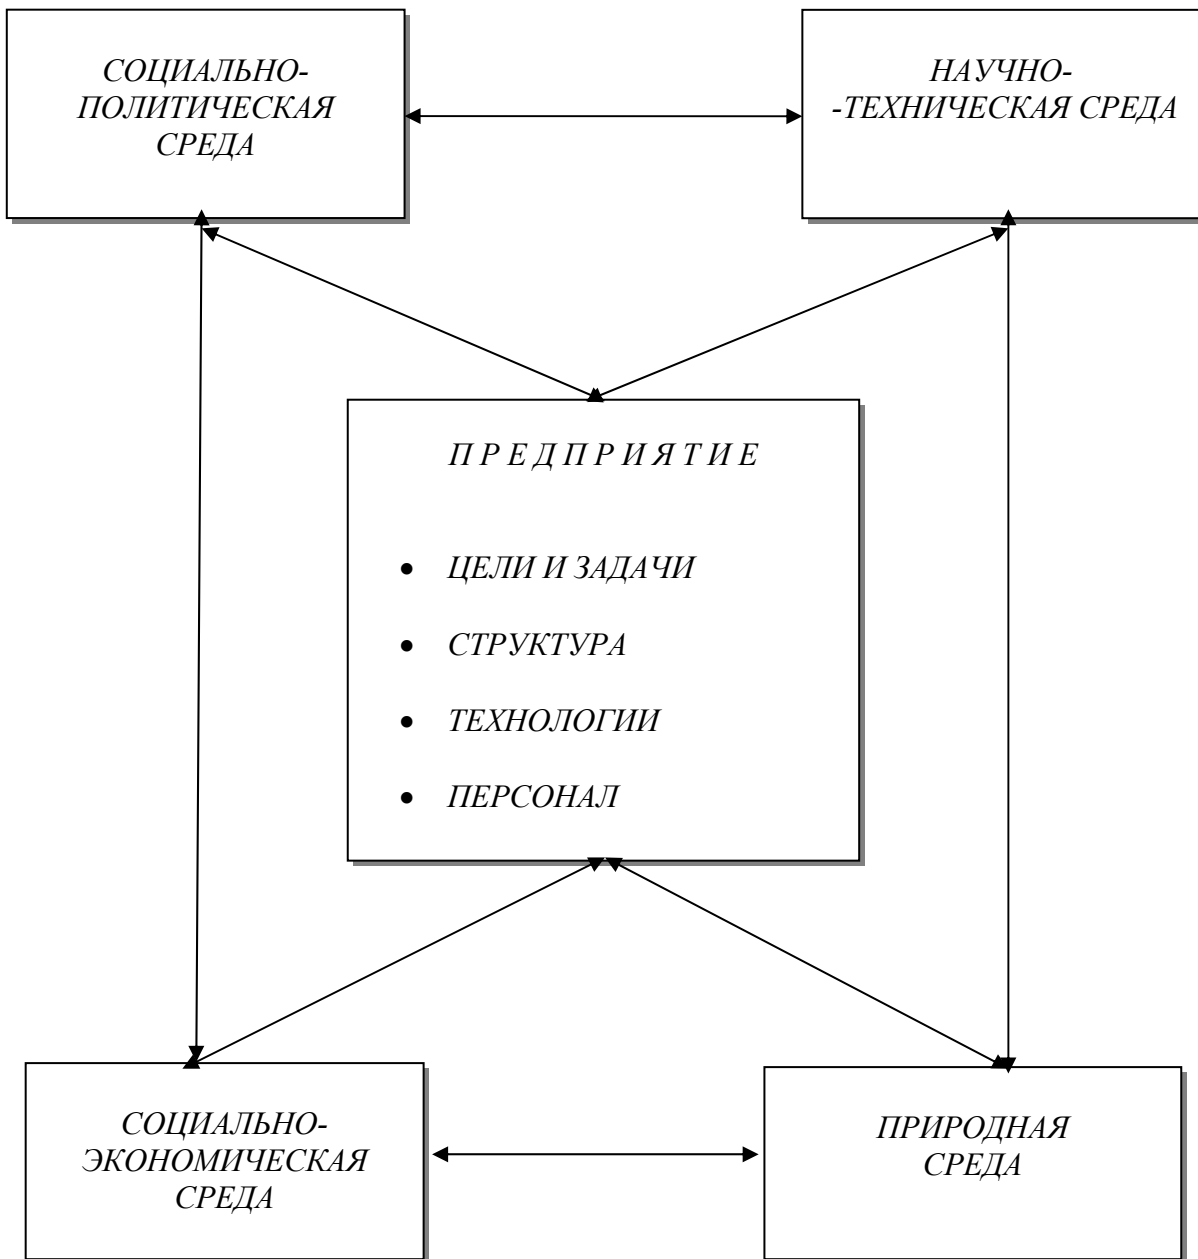 СОЦИАЛЬНО-
ПОЛИТИЧЕСКАЯ
СРЕДА
НАУЧНО-
-ТЕХНИЧЕСКАЯ СРЕДА
П Р Е Д П Р И Я Т И Е
• ЦЕЛИ И ЗАДАЧИ
• СТРУКТУРА
• ТЕХНОЛОГИИ
• ПЕРСОНАЛ
СОЦИАЛЬНО-
ЭКОНОМИЧЕСКАЯ
СРЕДА
ПРИРОДНАЯ
СРЕДА